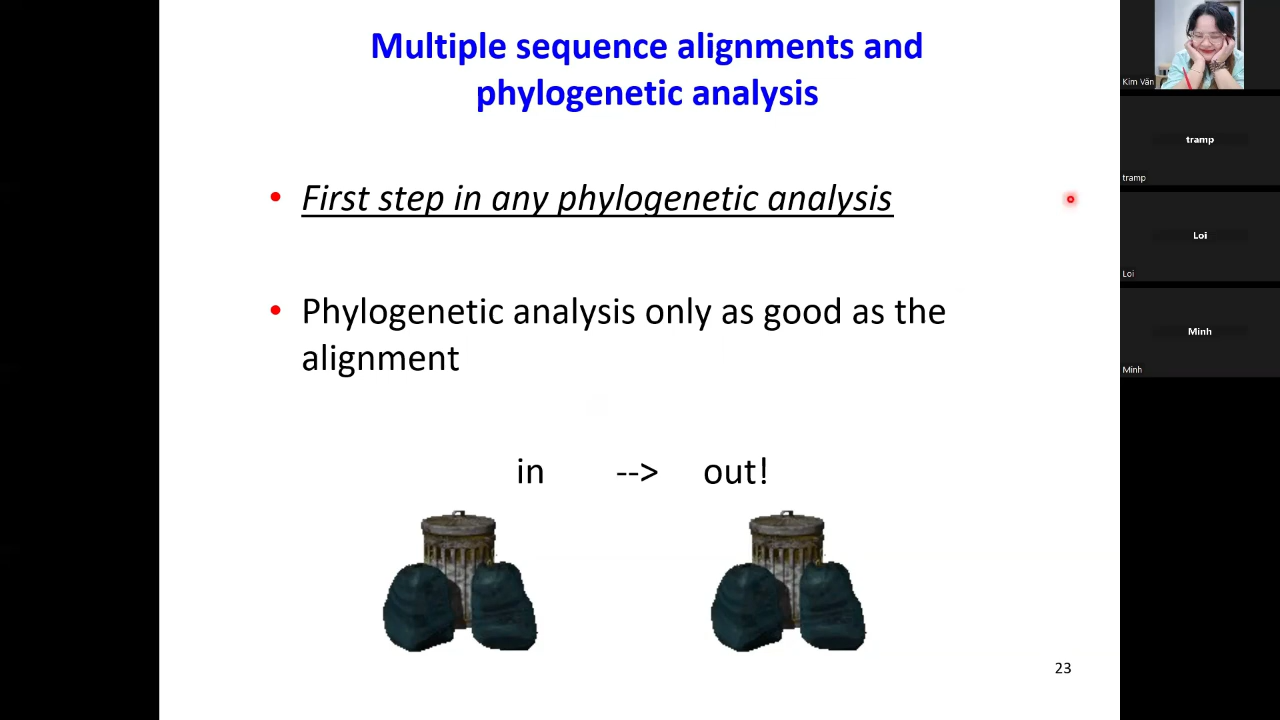 Multiple sequence alignments and
phylogenetic analysis
• First step in any phylogenetic analysis
• Phylogenetic analysis only as good as the
alignment
in --> out!
23
Kim Vân
tramp
tramp
Loi
Loi
Minh
Minh